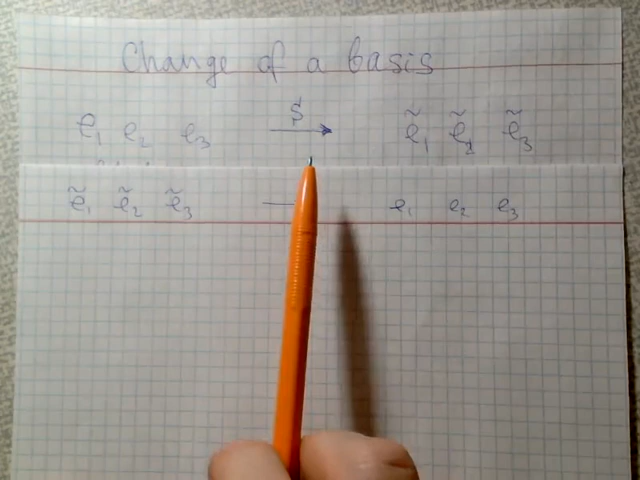 Change of a basis
S
e₁ e₂ e₃ → ẽ₁ ẽ₂ ẽ₃
ẽ₁ ẽ₂ ẽ₃ — e₁ e₂ e₃